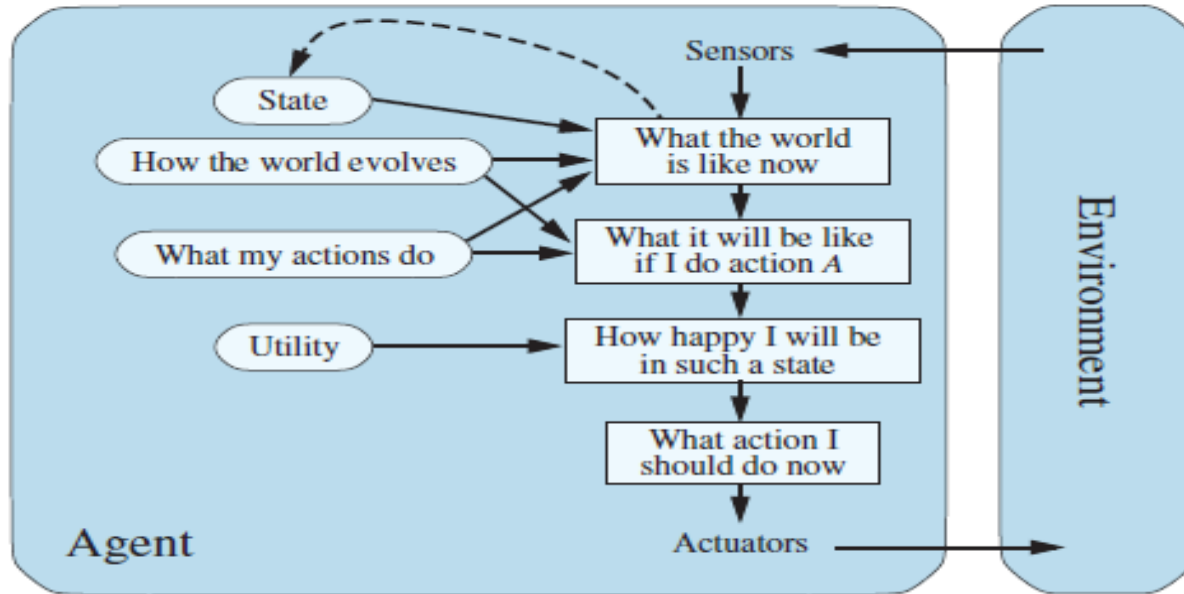 Sensors
State
What the world
is like now
How the world evolves
What my actions do
What it will be like
if I do action A
Utility
How happy I will be
in such a state
What action I
should do now
Agent
Actuators
Environment